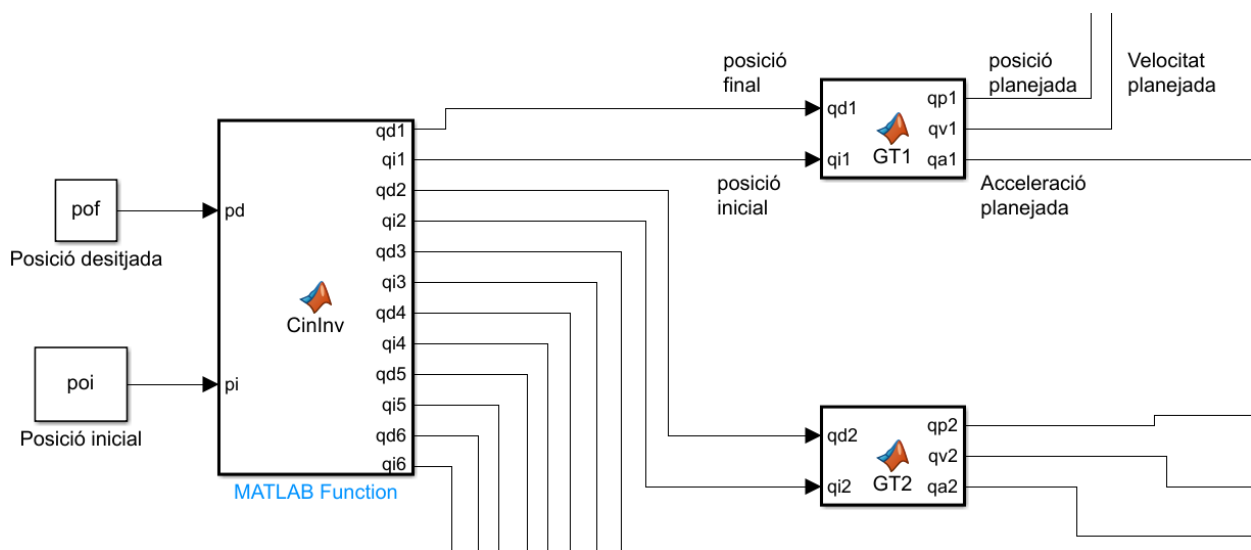 pof
Posició desitjada
poi
Posició inicial
pd
pi
CinInv
qd1
qi1
qd2
qi2
qd3
qi3
qd4
qi4
qd5
qi5
qd6
qi6
MATLAB Function
posició
final
posició
inicial
qd1
qi1
GT1
qp1
qv1
qa1
posició
planejada
Velocitat
planejada
Acceleració
planejada
qd2
qi2
GT2
qp2
qv2
qa2